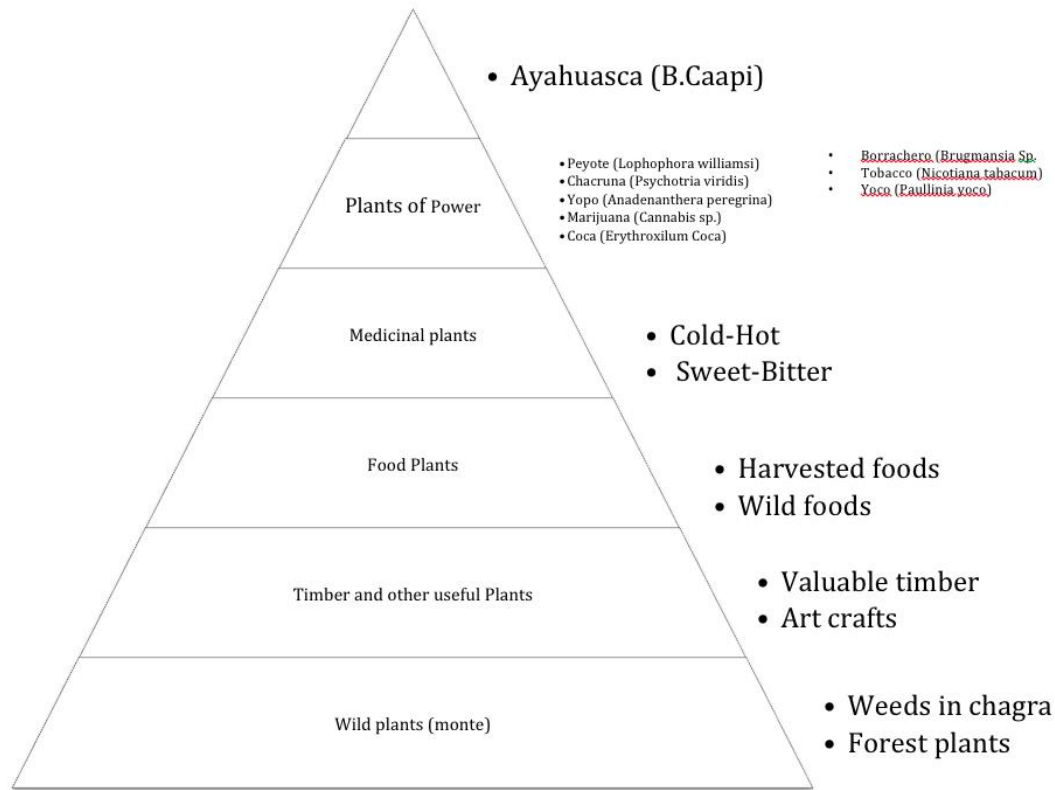 • Ayahuasca (B.Caapi)
Plants of Power
• Peyote (Lophophora williamsi)
• Chacruna (Psychotria viridis)
• Yopo (Anadenanthera peregrina)
• Marijuana (Cannabis sp.)
• Coca (Erythroxilum Coca)
• Borrachero (Brugmansia Sp.
• Tobacco (Nicotiana tabacum)
• Yoco (Paullinia yoco)
Medicinal plants
• Cold-Hot
• Sweet-Bitter
Food Plants
• Harvested foods
• Wild foods
Timber and other useful Plants
• Valuable timber
• Art crafts
Wild plants (monte)
• Weeds in chagra
• Forest plants